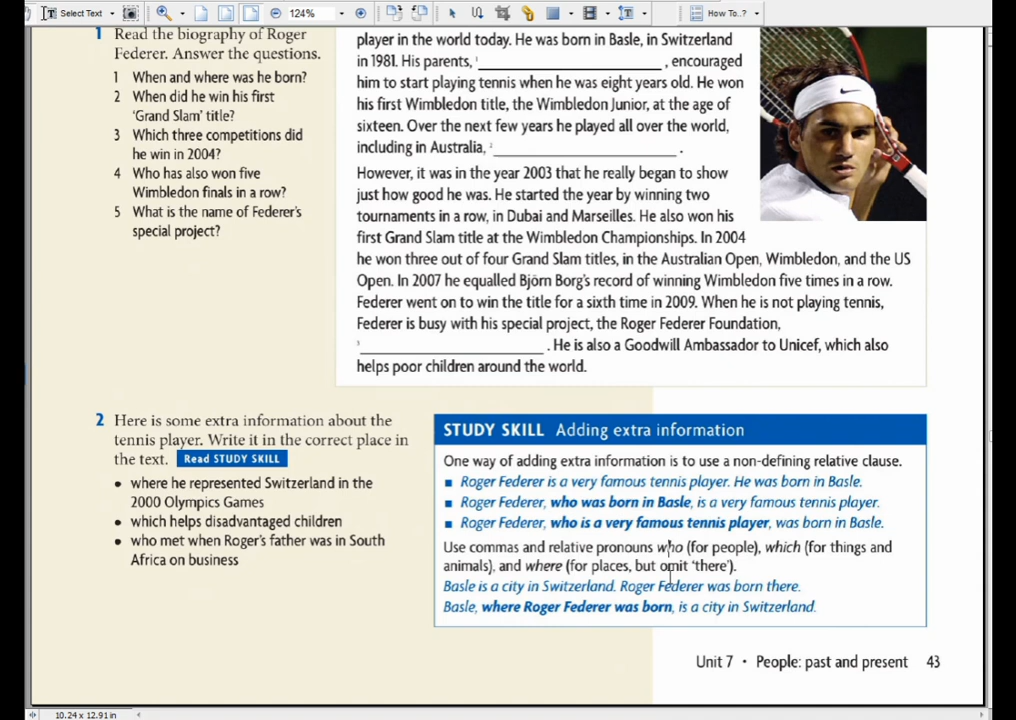 Select Text
124%
How To..?
1 Read the biography of Roger
Federer. Answer the questions.
1 When and where was he born?
2 When did he win his first
‘Grand Slam’ title?
3 Which three competitions did
he win in 2004?
4 Who has also won five
Wimbledon finals in a row?
5 What is the name of Federer's
special project?
player in the world today. He was born in Basle, in Switzerland
in 1981. His parents, 1 ____________________ , encouraged
him to start playing tennis when he was eight years old. He won
his first Wimbledon title, the Wimbledon Junior, at the age of
sixteen. Over the next few years he played all over the world,
including in Australia, 2 ____________________ .
However, it was in the year 2003 that he really began to show
just how good he was. He started the year by winning two
tournaments in a row, in Dubai and Marseilles. He also won his
first Grand Slam title at the Wimbledon Championships. In 2004
he won three out of four Grand Slam titles, in the Australian Open, Wimbledon, and the US
Open. In 2007 he equalled Björn Borg's record of winning Wimbledon five times in a row.
Federer went on to win the title for a sixth time in 2009. When he is not playing tennis,
Federer is busy with his special project, the Roger Federer Foundation,
3 ____________________ . He is also a Goodwill Ambassador to Unicef, which also
helps poor children around the world.
2 Here is some extra information about the
tennis player. Write it in the correct place in
the text. Read STUDY SKILL
• where he represented Switzerland in the
2000 Olympics Games
• which helps disadvantaged children
• who met when Roger's father was in South
Africa on business
STUDY SKILL Adding extra information
One way of adding extra information is to use a non-defining relative clause.
■ Roger Federer is a very famous tennis player. He was born in Basle.
■ Roger Federer, who was born in Basle, is a very famous tennis player.
■ Roger Federer, who is a very famous tennis player, was born in Basle.
Use commas and relative pronouns who (for people), which (for things and
animals), and where (for places, but omit ‘there’).
Basle is a city in Switzerland. Roger Federer was born there.
Basle, where Roger Federer was born, is a city in Switzerland.
Unit 7 • People: past and present 43
10.24 x 12.91 in